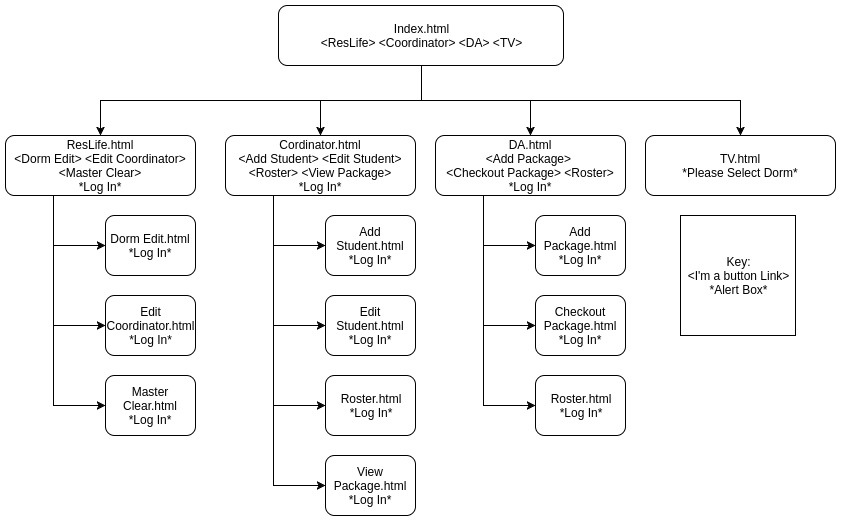 Index.html
<ResLife> <Coordinator> <DA> <TV>
ResLife.html
<Dorm Edit> <Edit Coordinator>
<Master Clear>
*Log In*
Cordinator.html
<Add Student> <Edit Student>
<Roster> <View Package>
*Log In*
DA.html
<Add Package>
<Checkout Package> <Roster>
*Log In*
TV.html
*Please Select Dorm*
Dorm Edit.html
*Log In*
Add
Student.html
*Log In*
Add
Package.html
*Log In*
Key:
<I'm a button Link>
*Alert Box*
Edit
Coordinator.html
*Log In*
Edit
Student.html
*Log In*
Checkout
Package.html
*Log In*
Master
Clear.html
*Log In*
Roster.html
*Log In*
Roster.html
*Log In*
View
Package.html
*Log In*